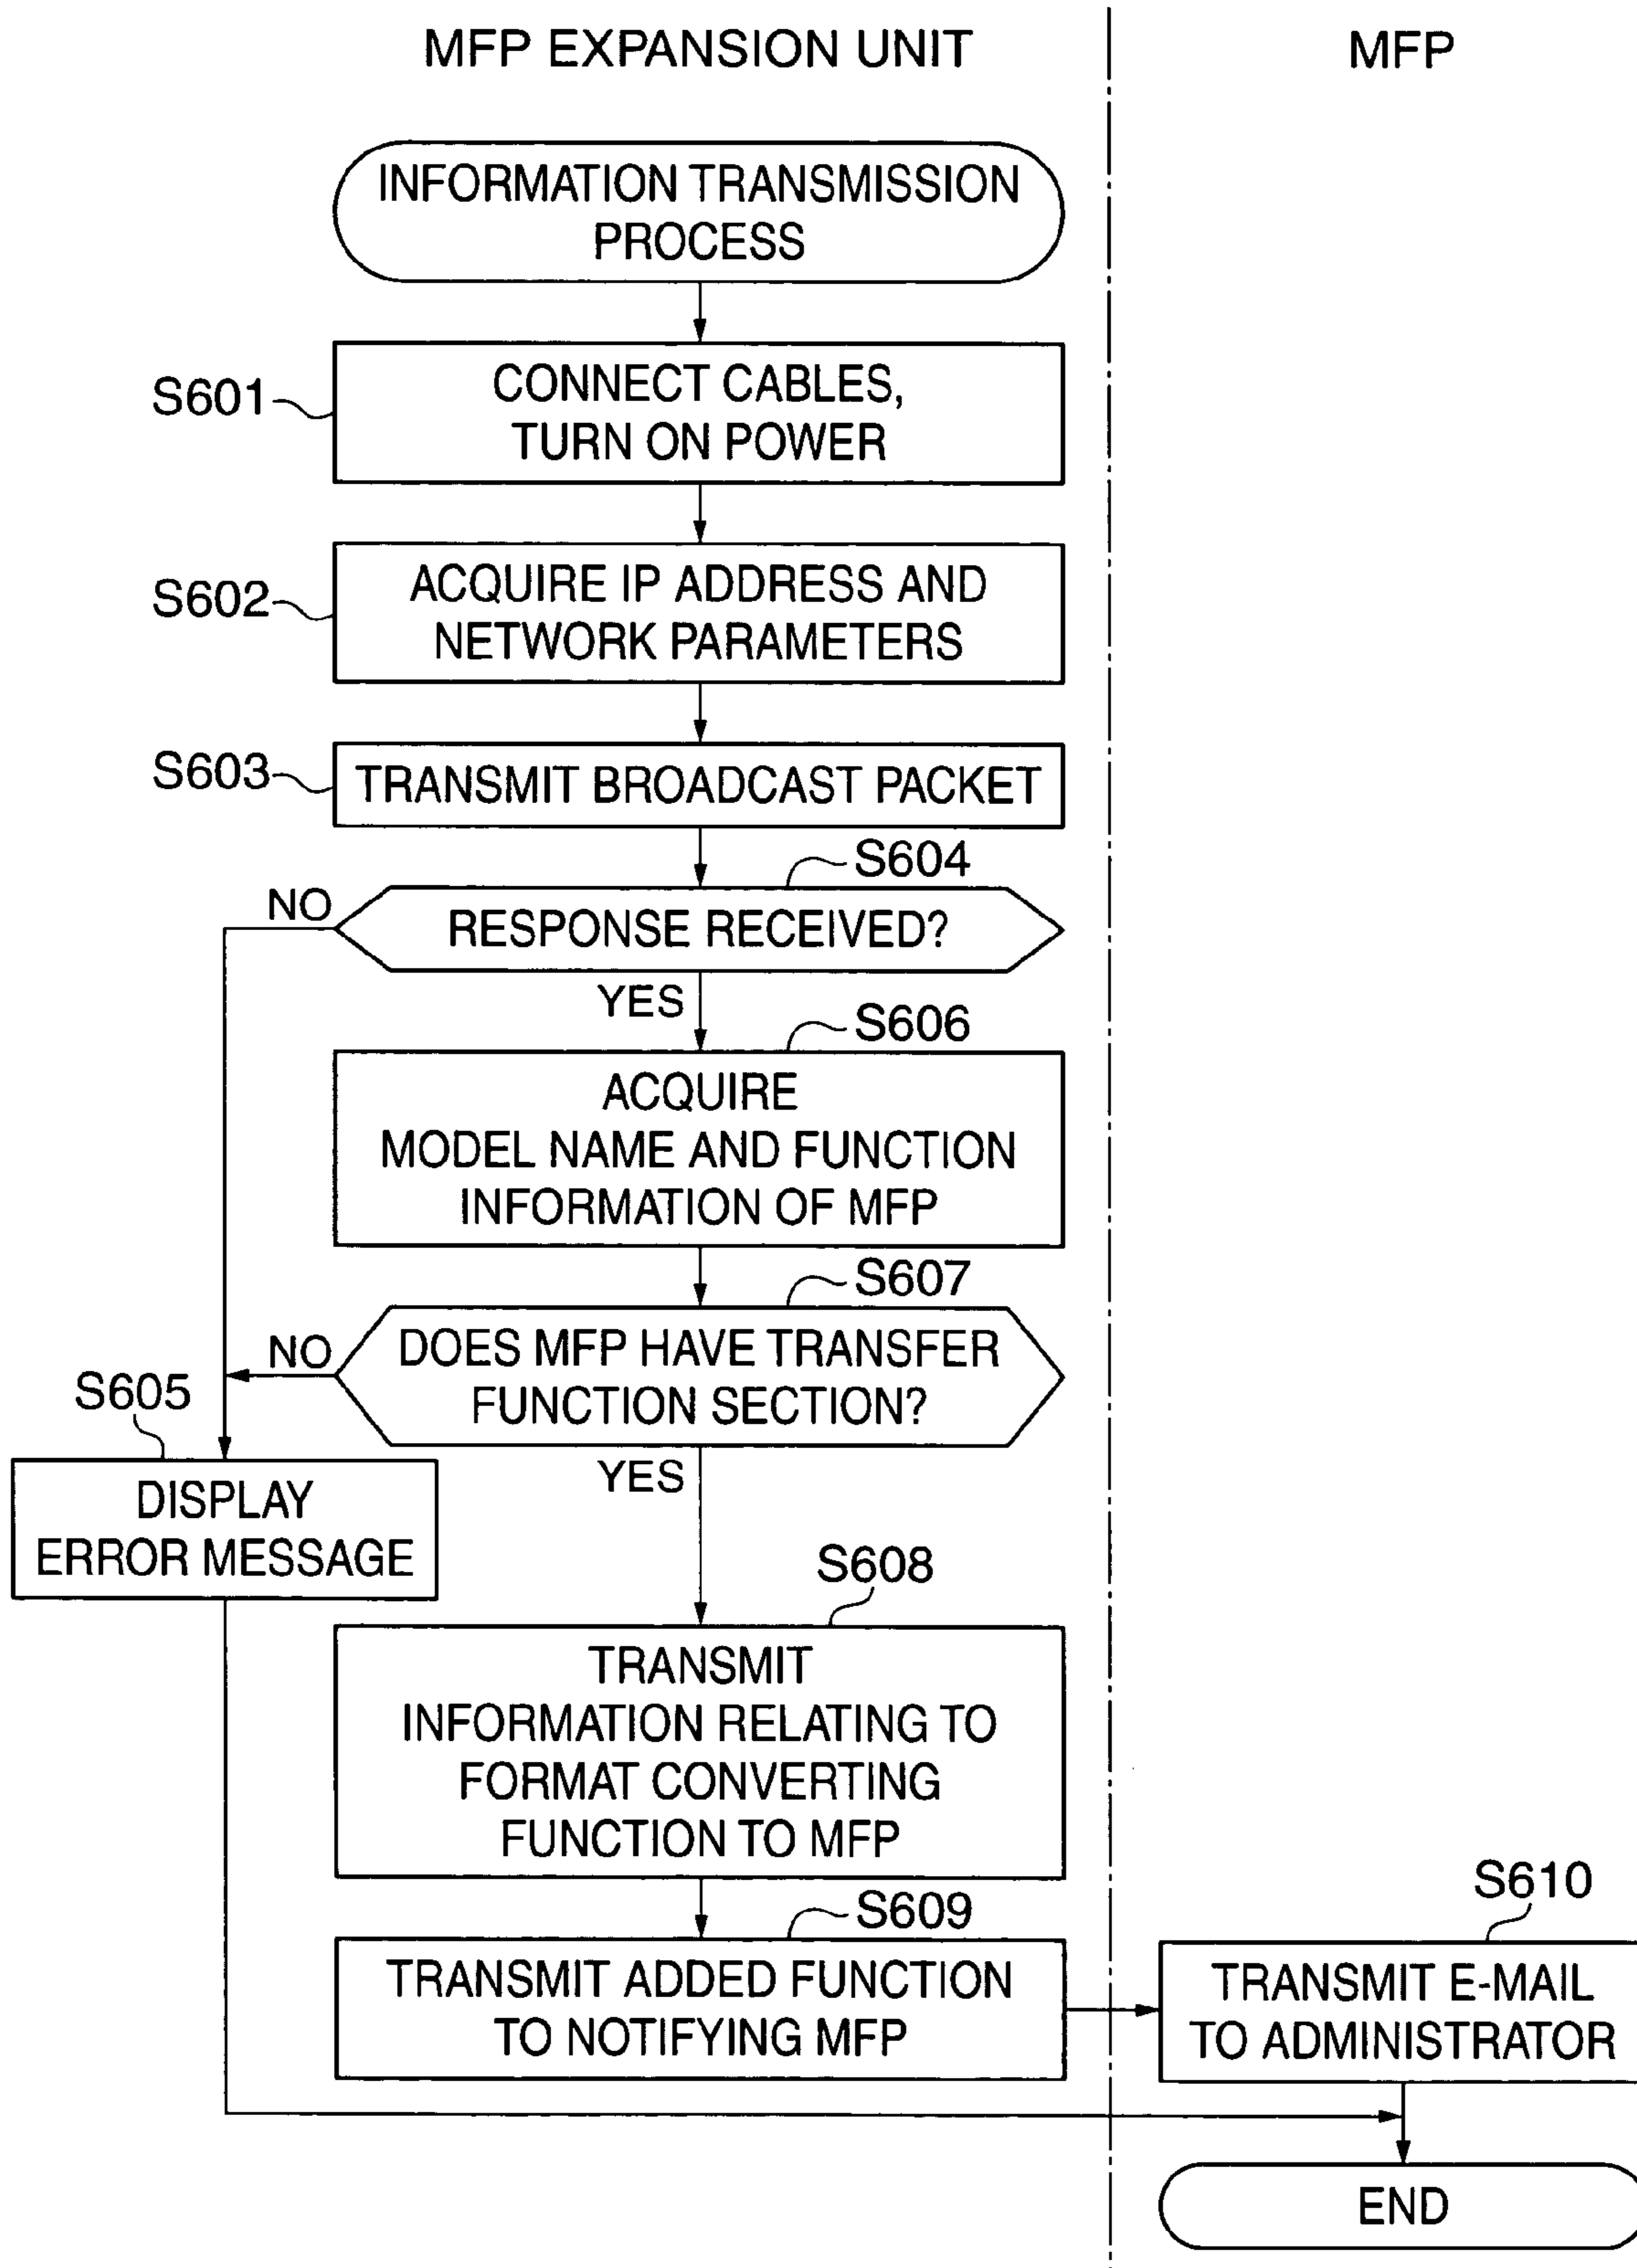 MFP EXPANSION UNIT
MFP
INFORMATION TRANSMISSION
PROCESS
S601
CONNECT CABLES,
TURN ON POWER
S602
ACQUIRE IP ADDRESS AND
NETWORK PARAMETERS
S603
TRANSMIT BROADCAST PACKET
S604
NO
RESPONSE RECEIVED?
YES
S606
ACQUIRE
MODEL NAME AND FUNCTION
INFORMATION OF MFP
S607
NO
DOES MFP HAVE TRANSFER
FUNCTION SECTION?
YES
S605
DISPLAY
ERROR MESSAGE
S608
TRANSMIT
INFORMATION RELATING TO
FORMAT CONVERTING
FUNCTION TO MFP
S609
TRANSMIT ADDED FUNCTION
TO NOTIFYING MFP
S610
TRANSMIT E-MAIL
TO ADMINISTRATOR
END